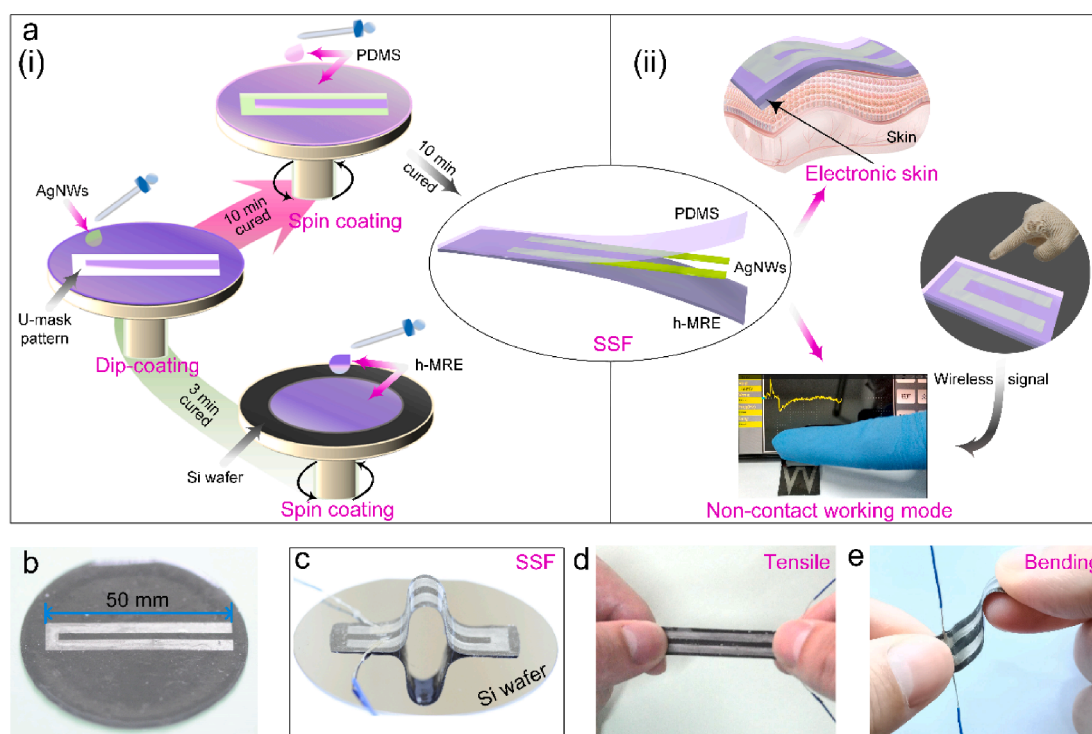 a
(i)
PDMS
AgNWs
10 min
cured
Spin coating
U-mask
pattern
Dip-coating
3 min
cured
h-MRE
Si wafer
Spin coating
10 min
cured
PDMS
AgNWs
h-MRE
SSF
(ii)
Skin
Electronic skin
Wireless signal
Non-contact working mode
b
50 mm
c
SSF
Si wafer
d
Tensile
e
Bending